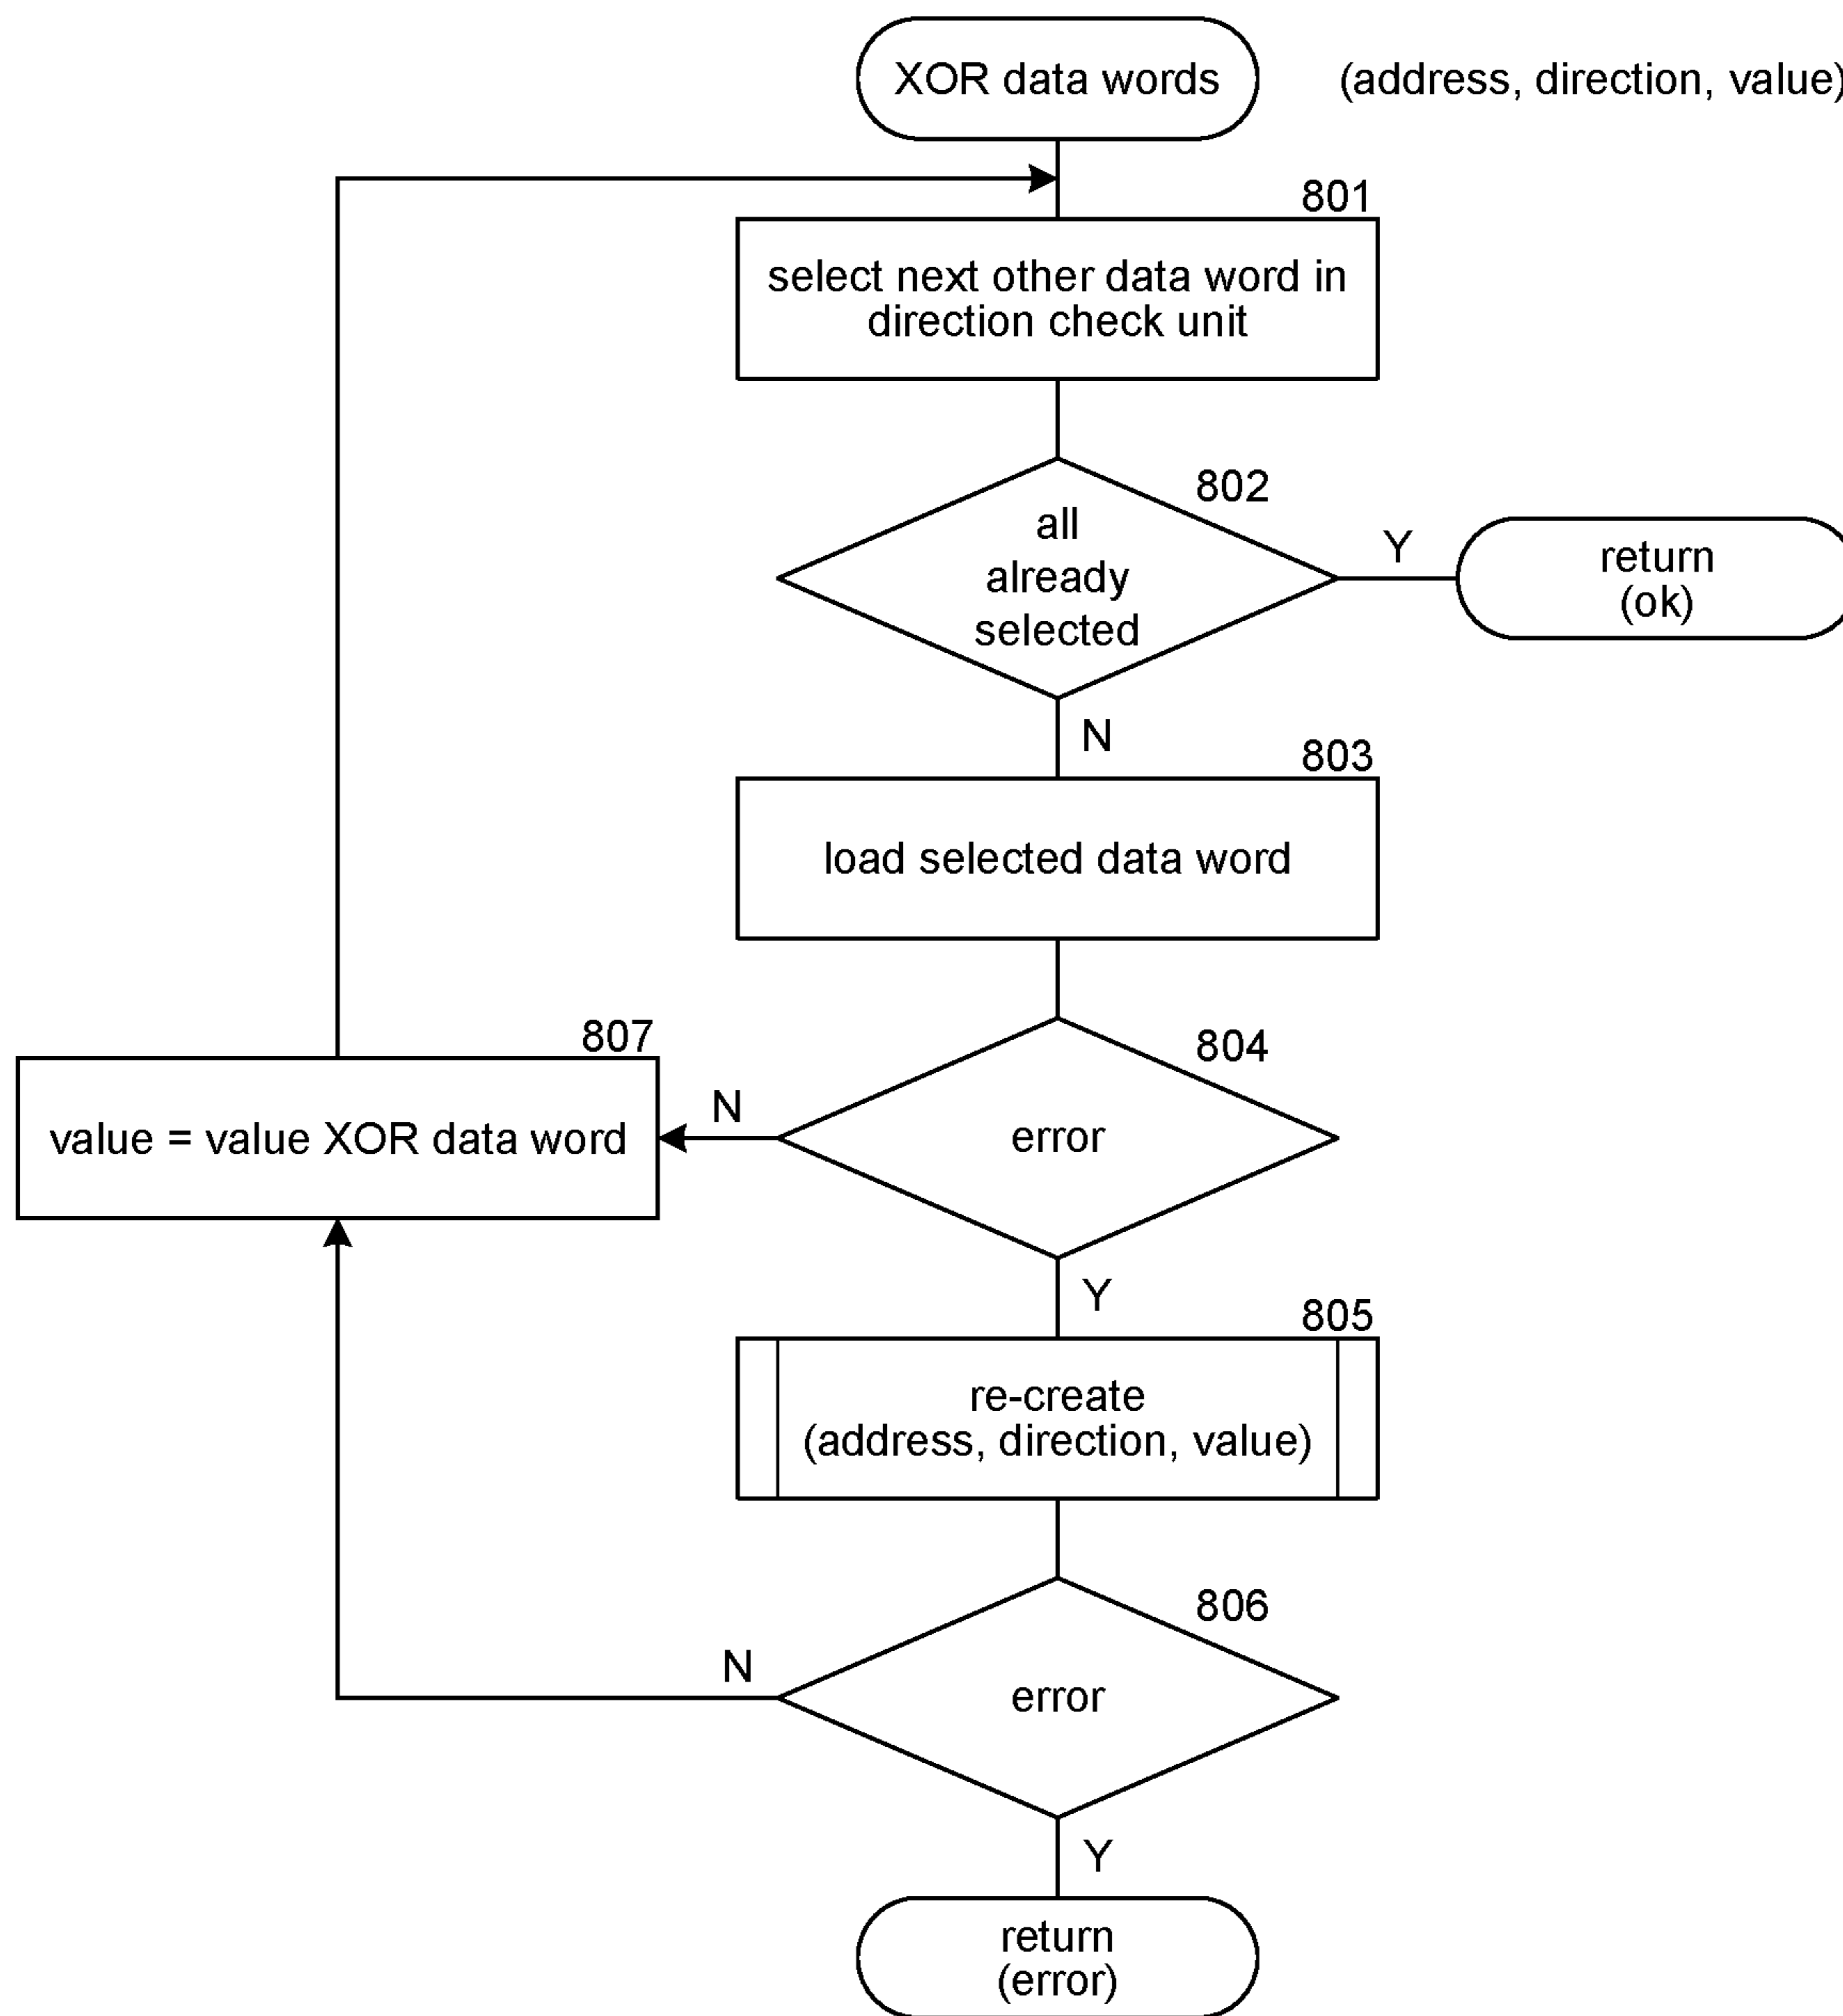 XOR data words
(address, direction, value)
801
select next other data word in
direction check unit
802
all
already
selected
Y
return
(ok)
N
803
load selected data word
807
value = value XOR data word
N
804
error
Y
805
re-create
(address, direction, value)
806
N
error
Y
return
(error)